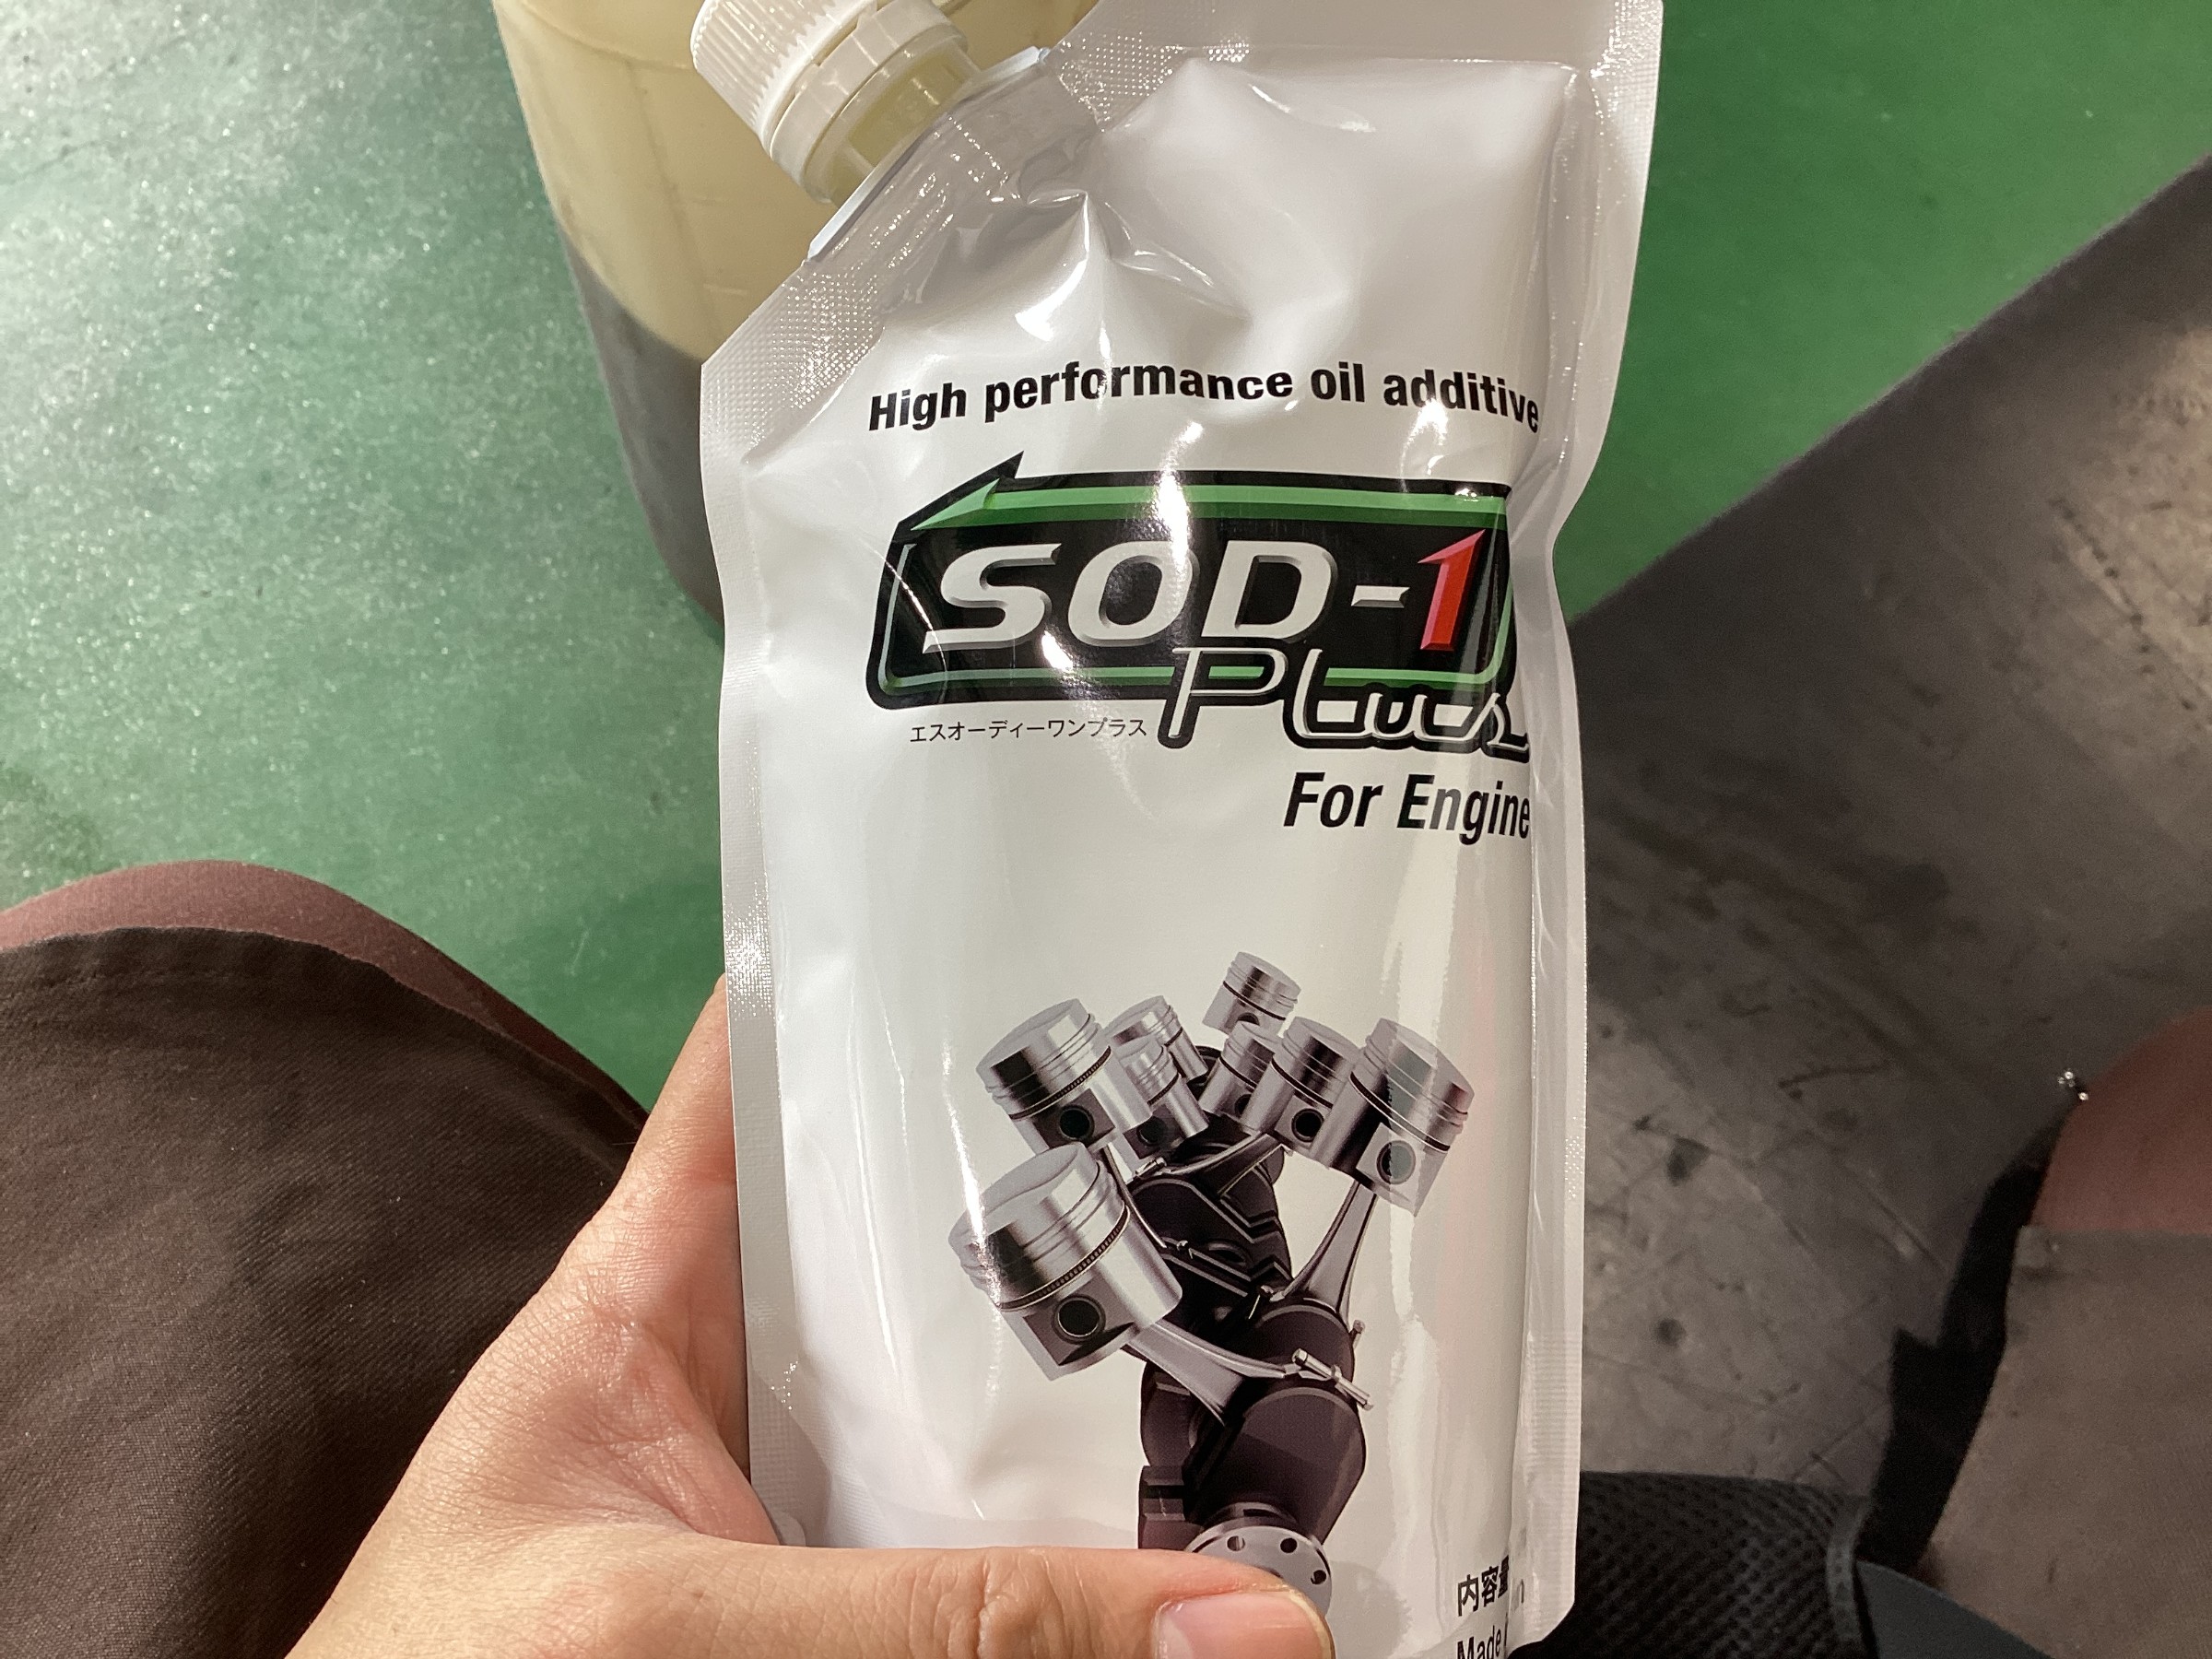 High performance oil additive
SOD-1
Plus
エスオーディーワンプラス
For Engine
内容量
Made